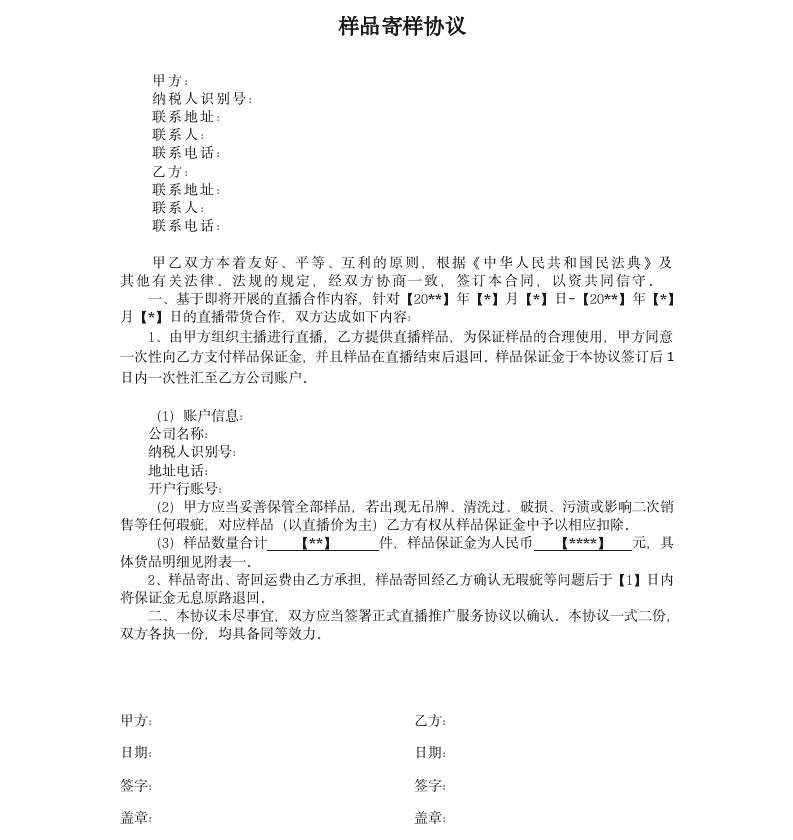 样品寄样协议
甲方：
纳税人识别号：
联系地址：
联系人：
联系电话：
乙方：
联系地址：
联系人：
联系电话：
甲乙双方本着友好、平等、互利的原则，根据《中华人民共和国民法典》及
其他有关法律、法规的规定，经双方协商一致，签订本合同，以资共同信守．
一、基于即将开展的直播合作内容，针对【20**】年【*】月【*】日-【20**】年【*】
月【*】日的直播带货合作，双方达成如下内容：
1、由甲方组织主播进行直播，乙方提供直播样品，为保证样品的合理使用，甲方同意
一次性向乙方支付样品保证金，并且样品在直播结束后退回．样品保证金于本协议签订后 1
日内一次性汇至乙方公司账户．
（1）账户信息：
公司名称：
纳税人识别号：
地址电话：
开户行账号：
（2）甲方应当妥善保管全部样品，若出现无吊牌、清洗过、破损、污渍或影响二次销
售等任何瑕疵，对应样品（以直播价为主）乙方有权从样品保证金中予以相应扣除．
（3）样品数量合计 【**】 件，样品保证金为人民币 【****】 元，具
体货品明细见附表一．
2、样品寄出、寄回运费由乙方承担，样品寄回经乙方确认无瑕疵等问题后于【1】日内
将保证金无息原路退回．
二、本协议未尽事宜，双方应当签署正式直播推广服务协议以确认．本协议一式二份，
双方各执一份，均具备同等效力．
甲方： 乙方：
日期： 日期：
签字： 签字：
盖章： 盖章：